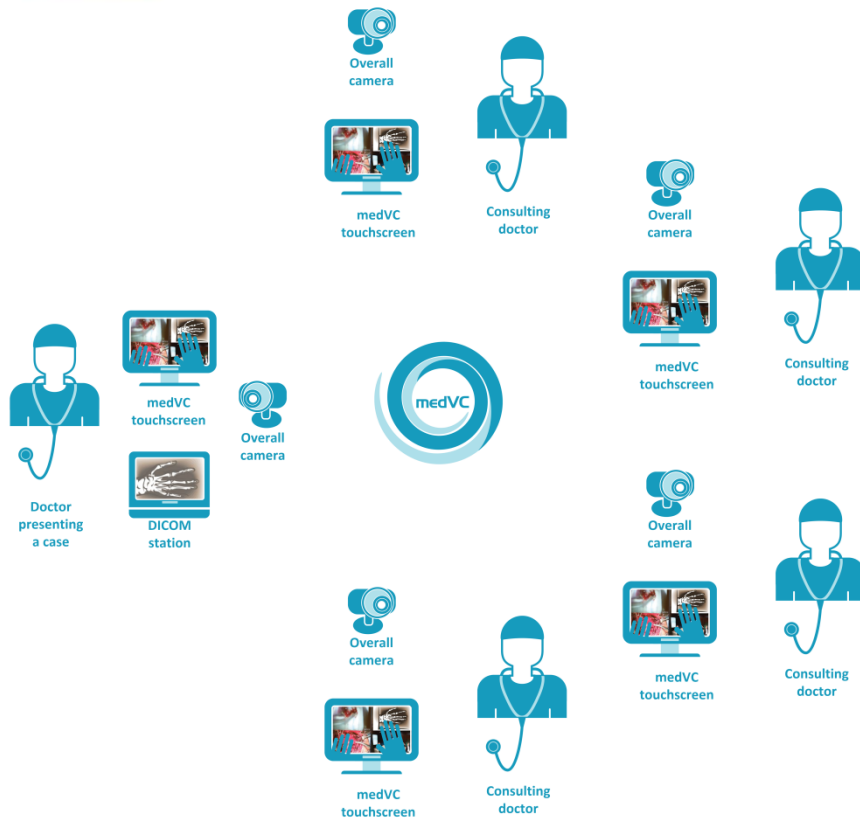 Overall
camera
medVC
touchscreen
Consulting
doctor
Overall
camera
medVC
touchscreen
Consulting
doctor
medVC
touchscreen
Overall
camera
Doctor
presenting
a case
DICOM
station
medVC
Overall
camera
medVC
touchscreen
Consulting
doctor
Overall
camera
medVC
touchscreen
Consulting
doctor